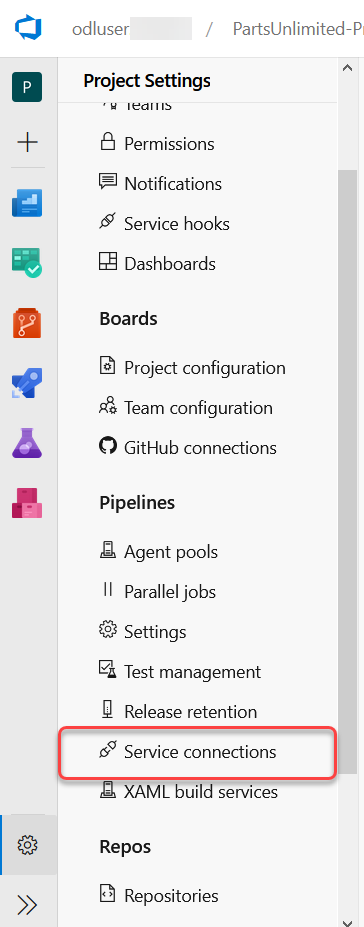 odluser / PartsUnlimited-P
P
Project Settings
Teams
Permissions
Notifications
Service hooks
Dashboards
Boards
Project configuration
Team configuration
GitHub connections
Pipelines
Agent pools
Parallel jobs
Settings
Test management
Release retention
Service connections
XAML build services
Repos
Repositories